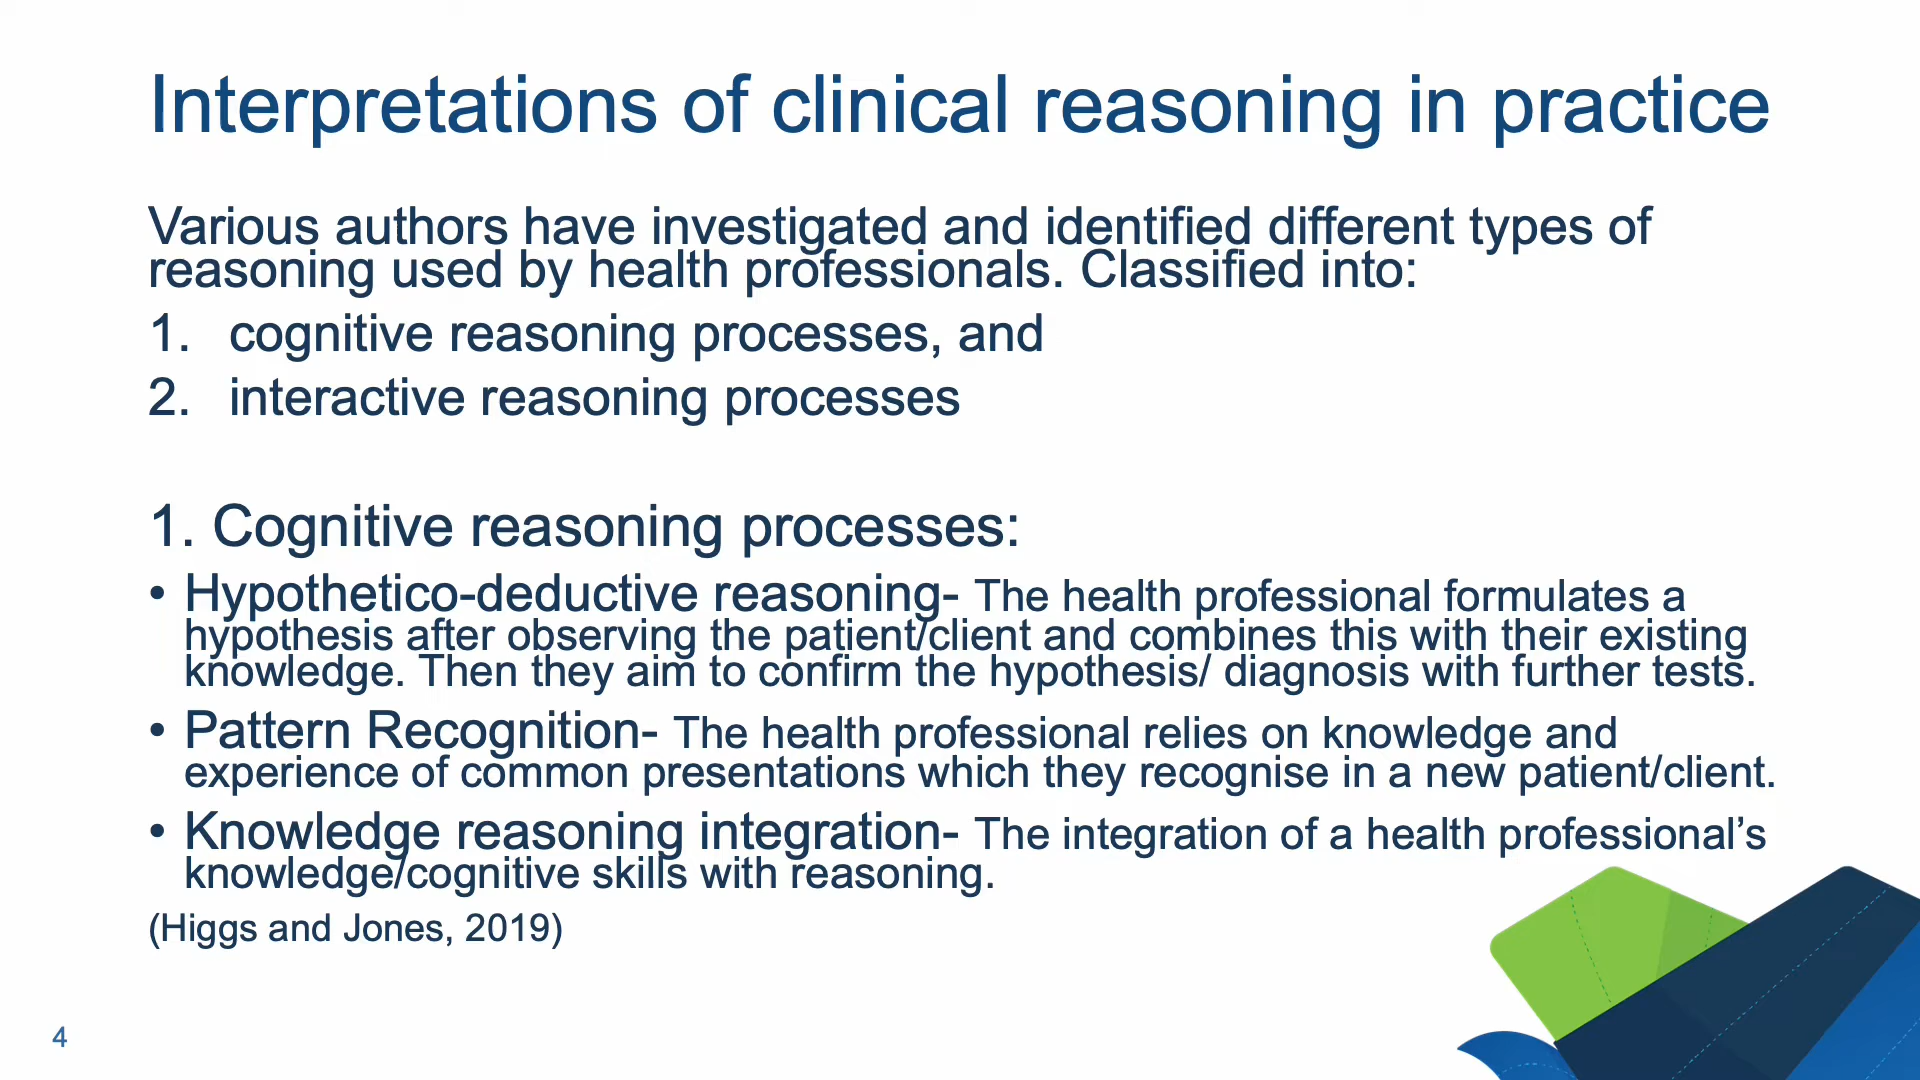 Interpretations of clinical reasoning in practice
Various authors have investigated and identified different types of
reasoning used by health professionals. Classified into:
1. cognitive reasoning processes, and
2. interactive reasoning processes
1. Cognitive reasoning processes:
• Hypothetico-deductive reasoning- The health professional formulates a
hypothesis after observing the patient/client and combines this with their existing
knowledge. Then they aim to confirm the hypothesis/ diagnosis with further tests.
• Pattern Recognition- The health professional relies on knowledge and
experience of common presentations which they recognise in a new patient/client.
• Knowledge reasoning integration- The integration of a health professional’s
knowledge/cognitive skills with reasoning.
(Higgs and Jones, 2019)
4